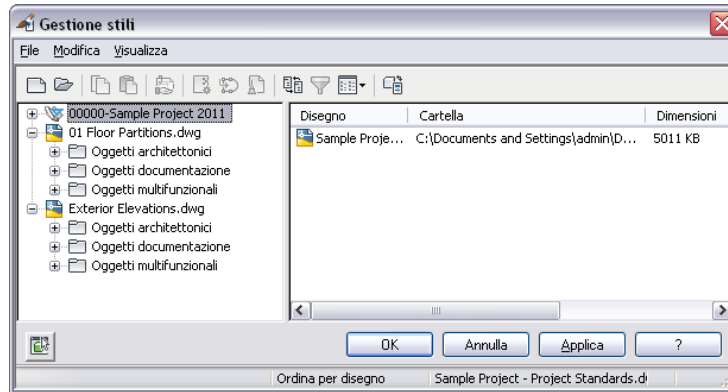 Gestione stili
File Modifica Visualizza
00000-Sample Project 2011
01 Floor Partitions.dwg
Oggetti architettonici
Oggetti documentazione
Oggetti multifunzionali
Exterior Elevations.dwg
Oggetti architettonici
Oggetti documentazione
Oggetti multifunzionali
Disegno Cartella Dimensioni
Sample Proje... C:\Documents and Settings\admin\D... 5011 KB
OK Annulla Applica ?
Ordina per disegno Sample Project - Project Standards.d